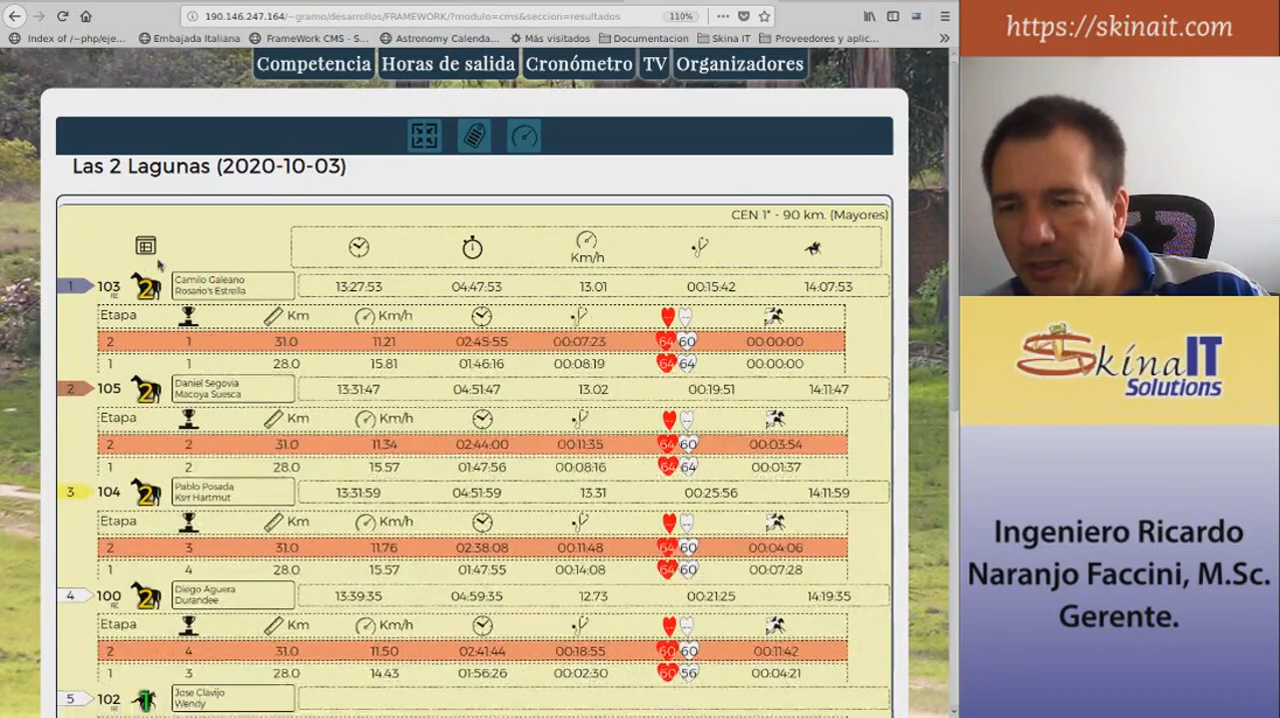 190.146.247.164/~gramo/desarrollos/FRAMEWORK/?modulo=cms&seccion=resultados 110%
Index of /~php/eje... Embajada Italiana FrameWork CMS - S... Astronomy Calenda... Más visitados Documentacion Skina IT Proveedores y aplic...
Competencia Horas de salida Cronómetro TV Organizadores
Las 2 Lagunas (2020-10-03)
CEN 1* - 90 km. (Mayores)
Km/h
1 103 2 Camilo Galeano 13:27:53 04:47:53 13.01 00:15:42 14:07:53
Rosario's Estrella
Etapa Km Km/h
2 1 31.0 11.21 02:45:55 00:07:23 64 60 00:00:00
1 1 28.0 15.81 01:46:16 00:08:19 64 64 00:00:00
2 105 2 Daniel Segovia 13:31:47 04:51:47 13.02 00:19:51 14:11:47
Macoya Suesca
Etapa Km Km/h
2 2 31.0 11.34 02:44:00 00:11:35 64 60 00:03:54
1 2 28.0 15.57 01:47:56 00:08:16 64 64 00:01:37
3 104 2 Pablo Posada 13:31:59 04:51:59 13.31 00:25:56 14:11:59
Ksrr Hartmut
Etapa Km Km/h
2 3 31.0 11.76 02:38:08 00:11:48 64 60 00:04:06
1 4 28.0 15.57 01:47:55 00:14:08 64 60 00:07:28
4 100 2 Diego Aguera 13:39:35 04:59:35 12.73 00:21:25 14:19:35
Durandee
Etapa Km Km/h
2 4 31.0 11.50 02:41:44 00:18:55 60 60 00:11:42
1 3 28.0 14.43 01:56:26 00:02:30 60 56 00:04:21
5 102 1 Jose Clavijo
Wendy
https://skinait.com
Skína IT
Solutions
Ingeniero Ricardo
Naranjo Faccini, M.Sc.
Gerente.